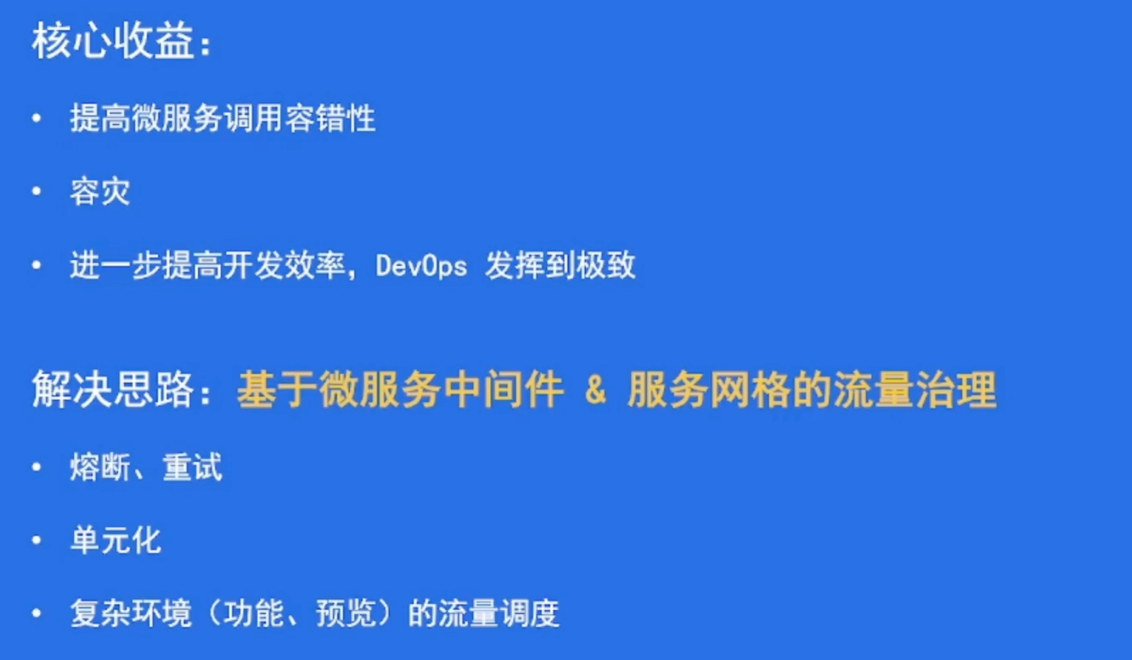 核心收益：
• 提高微服务调用容错性
• 容灾
• 进一步提高开发效率，DevOps 发挥到极致
解决思路：基于微服务中间件 & 服务网格的流量治理
• 熔断、重试
• 单元化
• 复杂环境（功能、预览）的流量调度